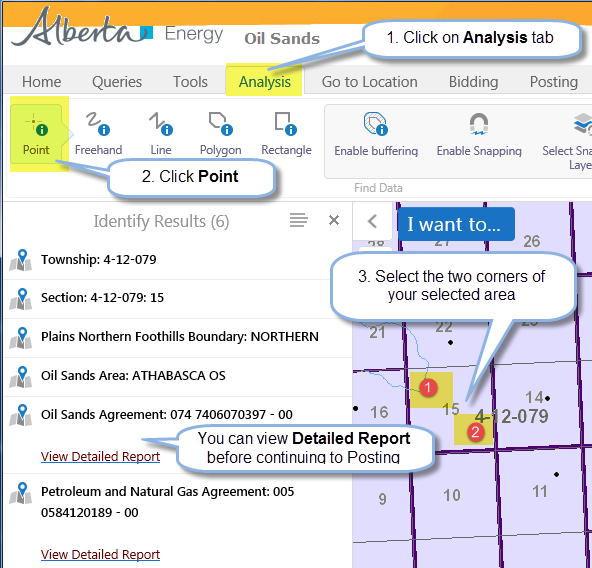 Alberta Energy
Oil Sands
1. Click on Analysis tab
Home Queries Tools Analysis Go to Location Bidding Posting
Point Freehand Line Polygon Rectangle Enable buffering Enable Snapping Select Sna
Laye
2. Click Point
Find Data
Identify Results (6)
I want to...
Township: 4-12-079
Section: 4-12-079: 15
Plains Northern Foothills Boundary: NORTHERN
Oil Sands Area: ATHABASCA OS
Oil Sands Agreement: 074 7406070397 - 00
View Detailed Report
You can view Detailed Report
before continuing to Posting
Petroleum and Natural Gas Agreement: 005
0584120189 - 00
View Detailed Report
28 27 26
3. Select the two corners of
your selected area
21 22 23
1
16 15 14
4-12-079
2
9 10 11